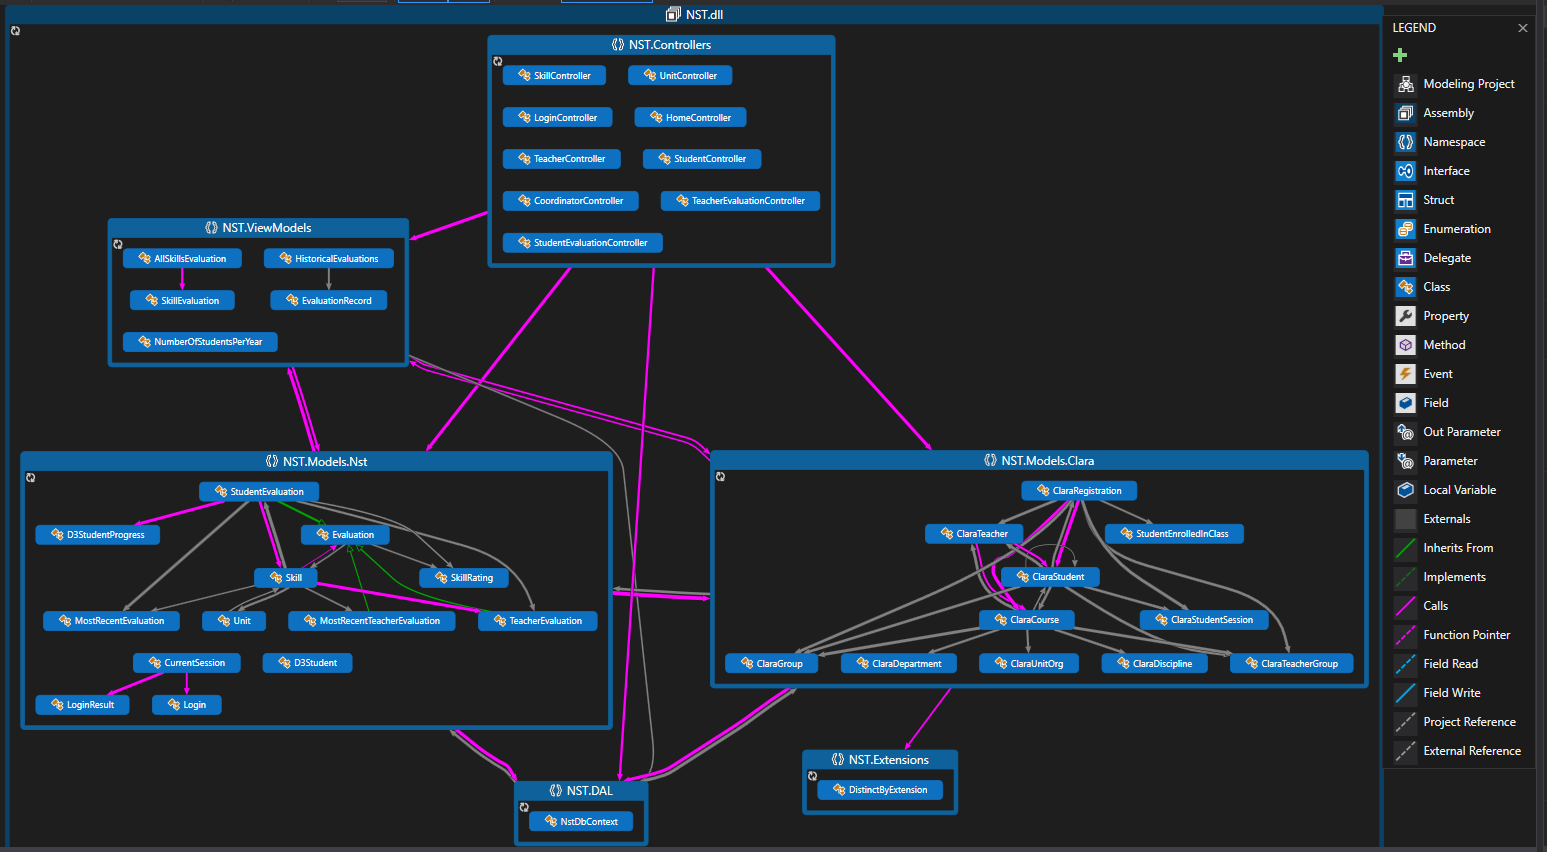 NST.dll
NST.Controllers
SkillController
UnitController
LoginController
HomeController
TeacherController
StudentController
CoordinatorController
TeacherEvaluationController
StudentEvaluationController
NST.ViewModels
AllSkillsEvaluation
HistoricalEvaluations
SkillEvaluation
EvaluationRecord
NumberOfStudentsPerYear
NST.Models.Nst
StudentEvaluation
D3StudentProgress
Evaluation
Skill
SkillRating
MostRecentEvaluation
Unit
MostRecentTeacherEvaluation
TeacherEvaluation
CurrentSession
D3Student
LoginResult
Login
NST.Models.Clara
ClaraRegistration
ClaraTeacher
StudentEnrolledInClass
ClaraStudent
ClaraCourse
ClaraStudentSession
ClaraGroup
ClaraDepartment
ClaraUnitOrg
ClaraDiscipline
ClaraTeacherGroup
NST.DAL
NstDbContext
NST.Extensions
DistinctByExtension
LEGEND
Modeling Project
Assembly
Namespace
Interface
Struct
Enumeration
Delegate
Class
Property
Method
Event
Field
Out Parameter
Parameter
Local Variable
Externals
Inherits From
Implements
Calls
Function Pointer
Field Read
Field Write
Project Reference
External Reference